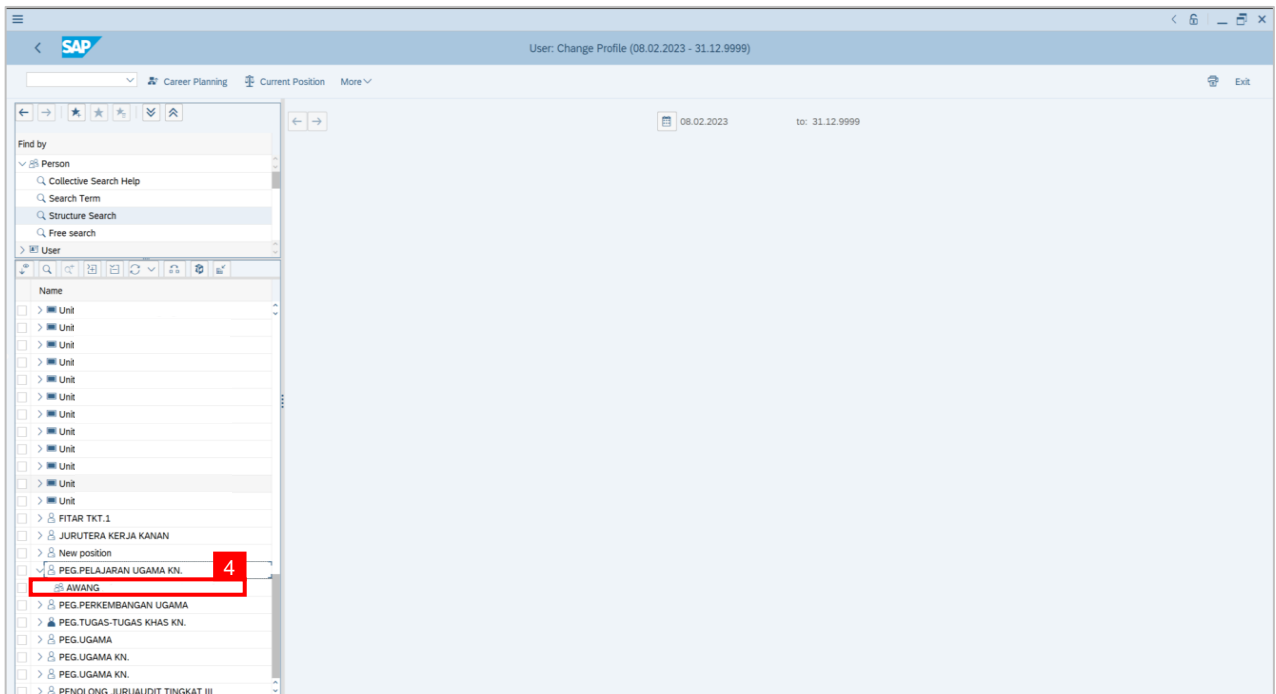 SAP
User: Change Profile (08.02.2023 - 31.12.9999)
Career Planning Current Position More Exit
08.02.2023 to: 31.12.9999
Find by
Person
Collective Search Help
Search Term
Structure Search
Free search
User
Name
Unit
Unit
Unit
Unit
Unit
Unit
Unit
Unit
Unit
Unit
Unit
Unit
FITAR TKT.1
JURUTERA KERJA KANAN
New position
PEG.PELAJARAN UGAMA KN. 4
AWANG
PEG.PERKEMBANGAN UGAMA
PEG.TUGAS-TUGAS KHAS KN.
PEG.UGAMA
PEG.UGAMA KN.
PEG.UGAMA KN.
PENOLONG JURUAUDIT TINGKAT III